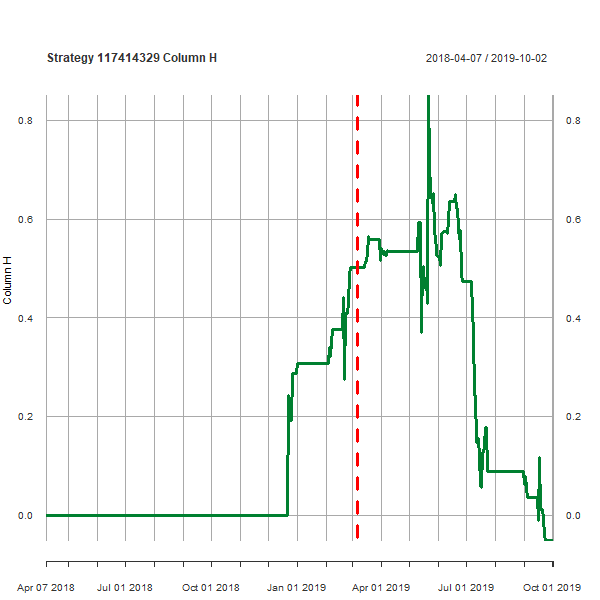 Strategy 117414329 Column H
2018-04-07 / 2019-10-02
Column H
0.8
0.8
0.6
0.6
0.4
0.4
0.2
0.2
0.0
0.0
Apr 07 2018
Jul 01 2018
Oct 01 2018
Jan 01 2019
Apr 01 2019
Jul 01 2019
Oct 01 2019